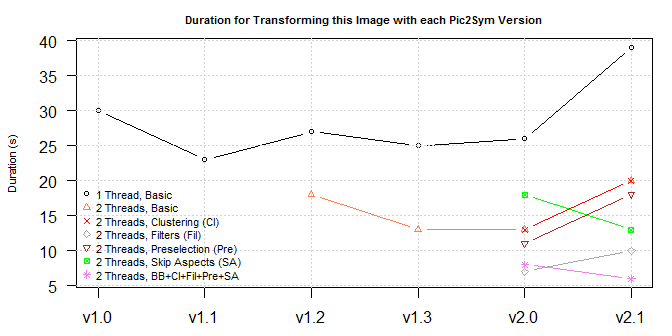 Duration for Transforming this Image with each Pic2Sym Version
Duration (s)
40
35
30
25
20
15
10
5
1 Thread, Basic
2 Threads, Basic
2 Threads, Clustering (Cl)
2 Threads, Filters (Fil)
2 Threads, Preselection (Pre)
2 Threads, Skip Aspects (SA)
2 Threads, BB+Cl+Fil+Pre+SA
v1.0 v1.1 v1.2 v1.3 v2.0 v2.1